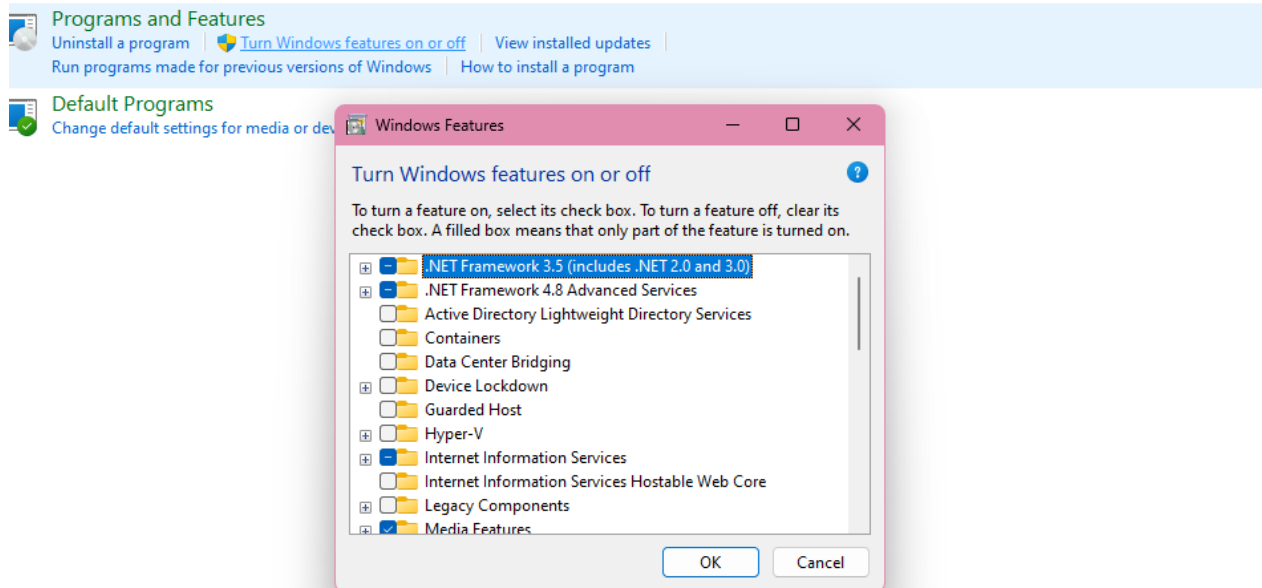 Programs and Features
Uninstall a program Turn Windows features on or off View installed updates
Run programs made for previous versions of Windows How to install a program
Default Programs
Change default settings for media or dev
Windows Features
Turn Windows features on or off
?
To turn a feature on, select its check box. To turn a feature off, clear its
check box. A filled box means that only part of the feature is turned on.
.NET Framework 3.5 (includes .NET 2.0 and 3.0)
.NET Framework 4.8 Advanced Services
Active Directory Lightweight Directory Services
Containers
Data Center Bridging
Device Lockdown
Guarded Host
Hyper-V
Internet Information Services
Internet Information Services Hostable Web Core
Legacy Components
Media Features
OK Cancel